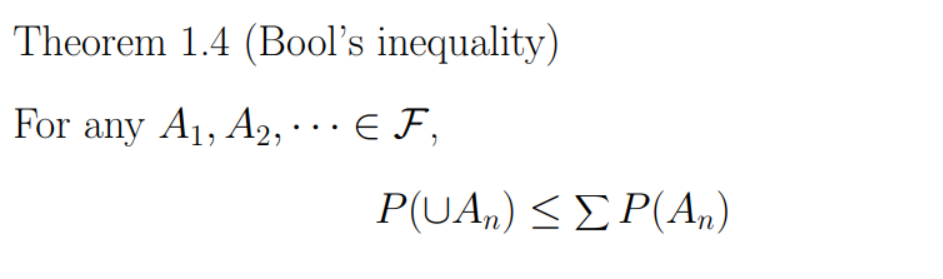 Theorem 1.4 (Bool's inequality)
For any A₁, A₂, ⋯ ∈ ℱ,
P(∪Aₙ) ≤ ∑ P(Aₙ)